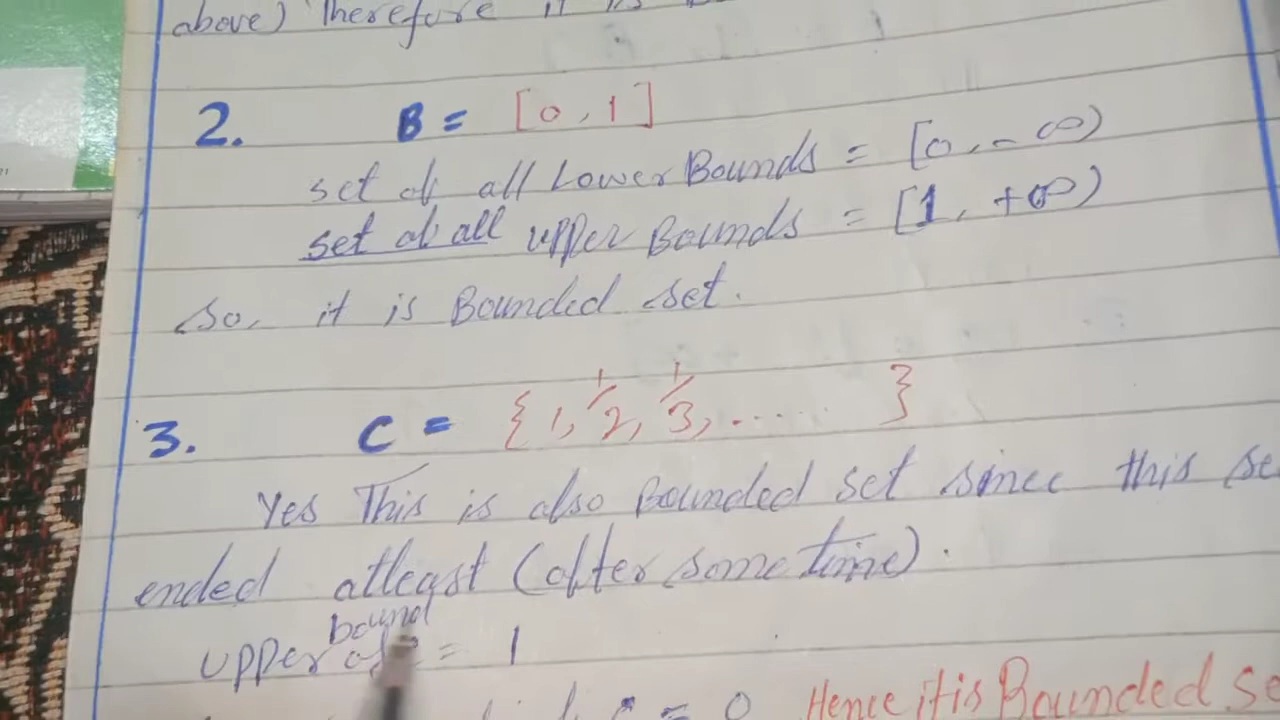 above) Therefore it is
2. B = [0, 1]
set of all Lower Bounds = [0, -∞)
set of all upper Bounds = [1, +∞)
So, it is Bounded set.
3. C = {1, 1/2, 1/3, ..... }
Yes This is also Bounded set since this se
ended atleast (after some time).
bound
upper of = 1
= 0 Hence it is Bounded se